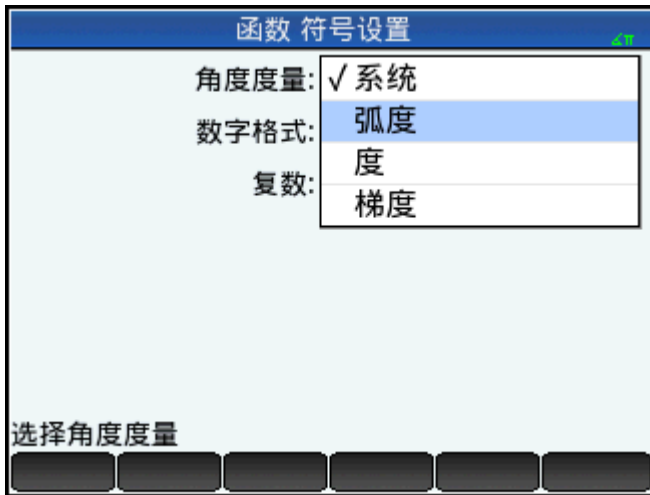 函数 符号设置
∡π
角度度量: √系统
弧度
数字格式:
度
复数:
梯度
选择角度度量